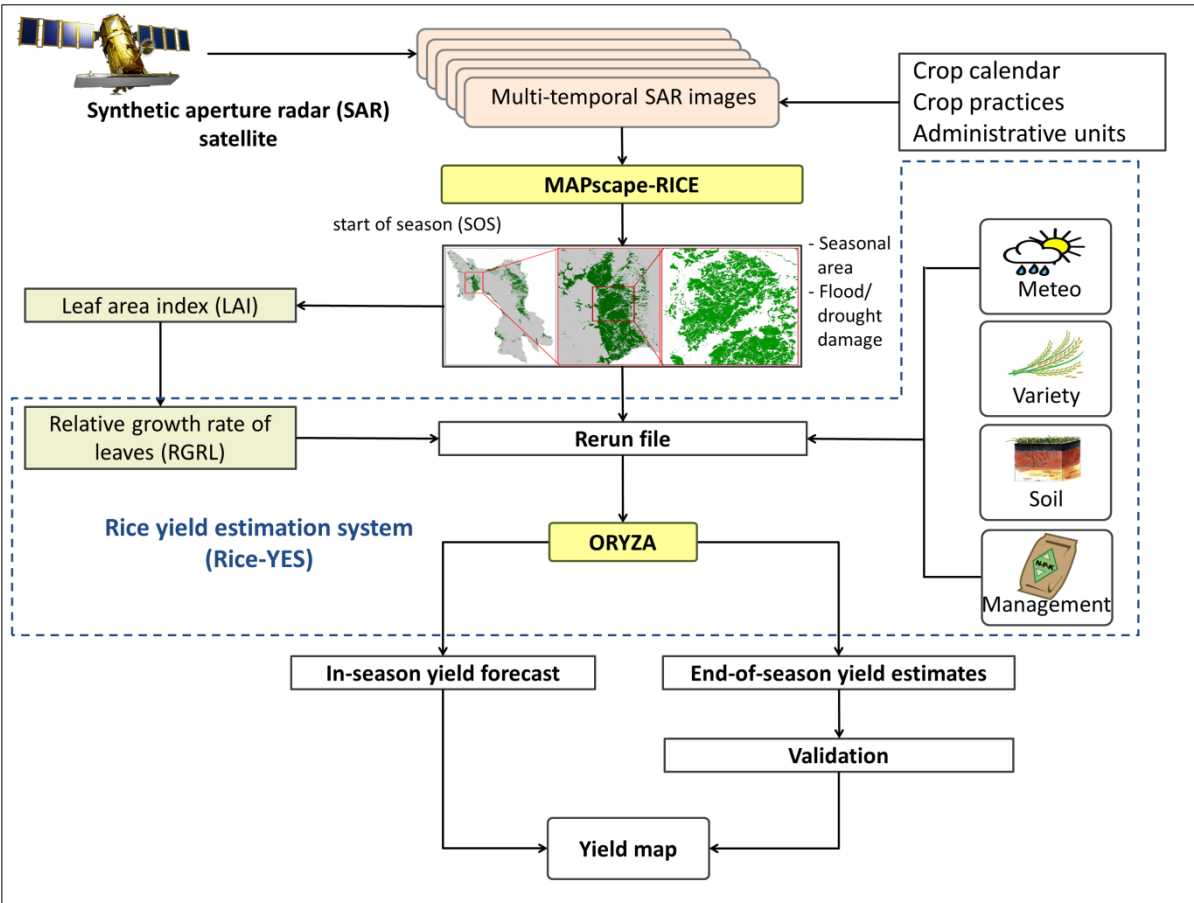 Synthetic aperture radar (SAR)
satellite
Multi-temporal SAR images
Crop calendar
Crop practices
Administrative units
MAPscape-RICE
start of season (SOS)
- Seasonal
area
- Flood/
drought
damage
Leaf area index (LAI)
Relative growth rate of
leaves (RGRL)
Rerun file
Meteo
Variety
Soil
N-P-K
Management
Rice yield estimation system
(Rice-YES)
ORYZA
In-season yield forecast
End-of-season yield estimates
Validation
Yield map